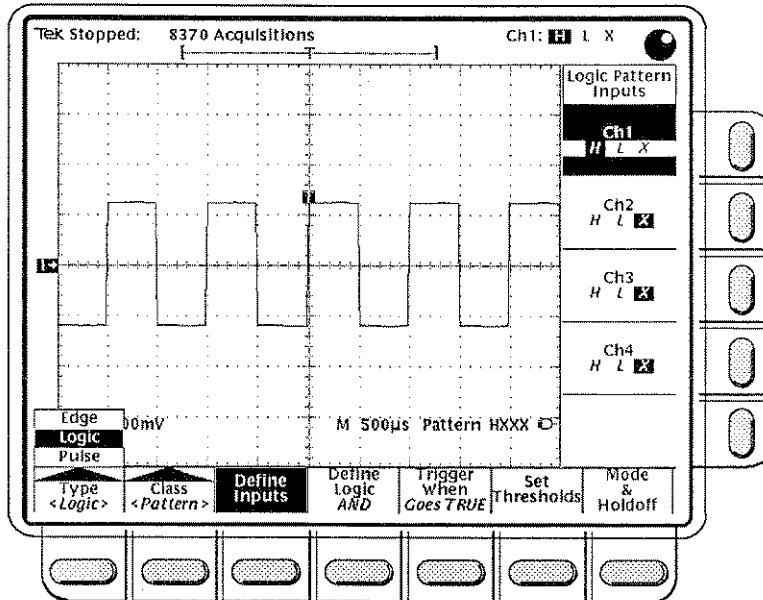 Tek Stopped: 8370 Acquisitions Ch1: H L X
T
Logic Pattern
Inputs
Ch1
H L X
Ch2
H L X
Ch3
H L X
Ch4
H L X
T
1
M 500µs Pattern HXXX
Edge
Logic
Pulse
Type
<Logic>
Class
<Pattern>
Define
Inputs
Define
Logic
AND
Trigger
When
Goes TRUE
Set
Thresholds
Mode
&
Holdoff